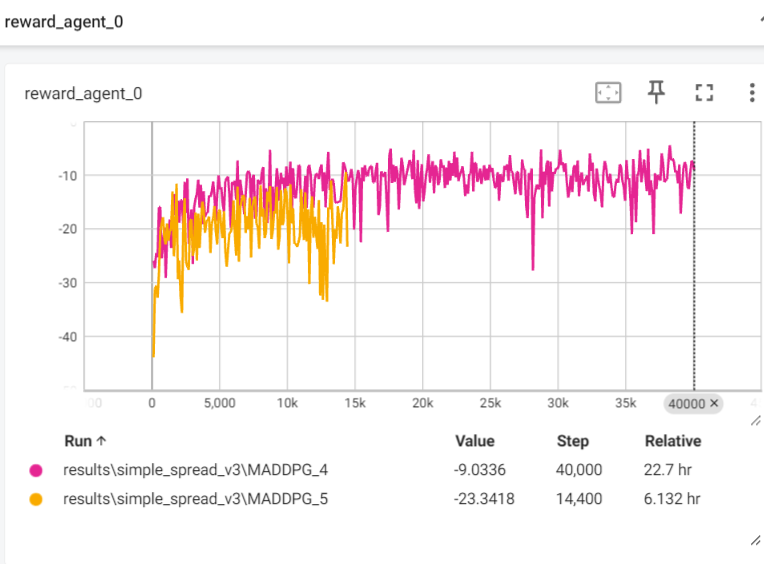 reward_agent_0
reward_agent_0
-10
-20
-30
-40
0 5,000 10k 15k 20k 25k 30k 35k 40000 ×
Run ↑ Value Step Relative
results\simple_spread_v3\MADDPG_4 -9.0336 40,000 22.7 hr
results\simple_spread_v3\MADDPG_5 -23.3418 14,400 6.132 hr